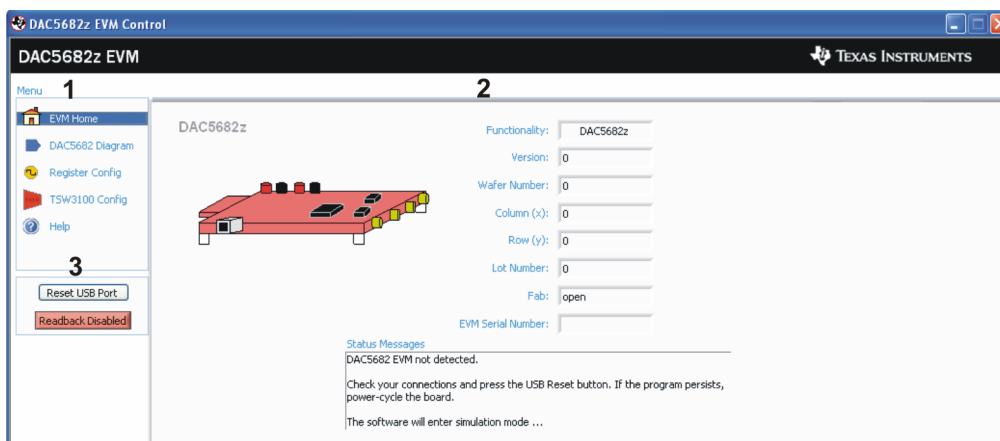 DAC5682z EVM Control
DAC5682z EVM
TEXAS INSTRUMENTS
Menu
1
2
EVM Home
DAC5682 Diagram
Register Config
TSW3100 Config
Help
3
Reset USB Port
Readback Disabled
DAC5682z
Functionality: DAC5682z
Version: 0
Wafer Number: 0
Column (x): 0
Row (y): 0
Lot Number: 0
Fab: open
EVM Serial Number:
Status Messages
DAC5682 EVM not detected.
Check your connections and press the USB Reset button. If the program persists,
power-cycle the board.
The software will enter simulation mode ...